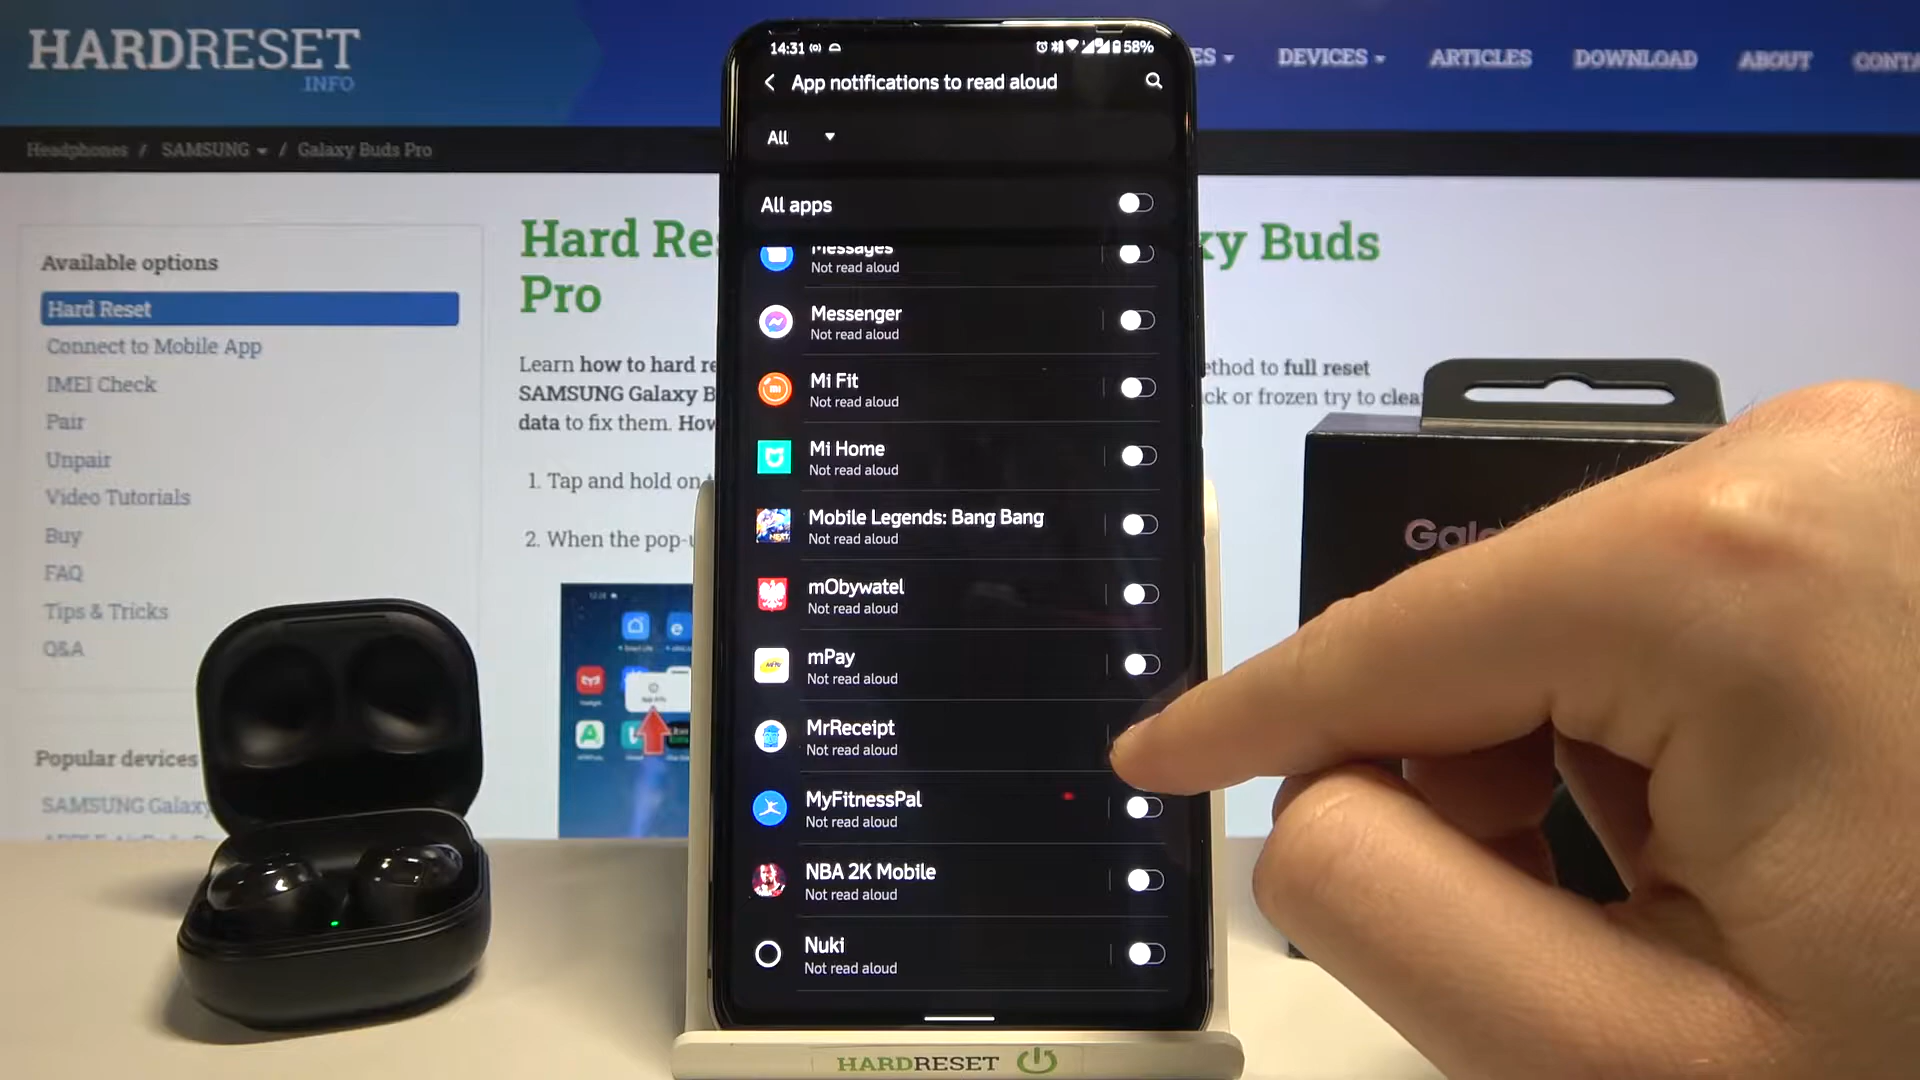 HARDRESET
.INFO
DEVICES
ARTICLES
DOWNLOAD
ABOUT
Headphones / SAMSUNG / Galaxy Buds Pro
Available options
Hard Reset
Connect to Mobile App
IMEI Check
Pair
Unpair
Video Tutorials
Buy
FAQ
Tips & Tricks
Q&A
Popular devices
SAMSUNG Galaxy
Hard Re
xy Buds
Pro
Learn how to hard re
SAMSUNG Galaxy B
data to fix them. How
ethod to full reset
ck or frozen try to clea
1. Tap and hold on
2. When the pop-u
14:31
58%
App notifications to read aloud
All
All apps
Messages
Not read aloud
Messenger
Not read aloud
Mi Fit
Not read aloud
Mi Home
Not read aloud
Mobile Legends: Bang Bang
Not read aloud
mObywatel
Not read aloud
mPay
Not read aloud
MrReceipt
Not read aloud
MyFitnessPal
Not read aloud
NBA 2K Mobile
Not read aloud
Nuki
Not read aloud
Gala
HARDRESET